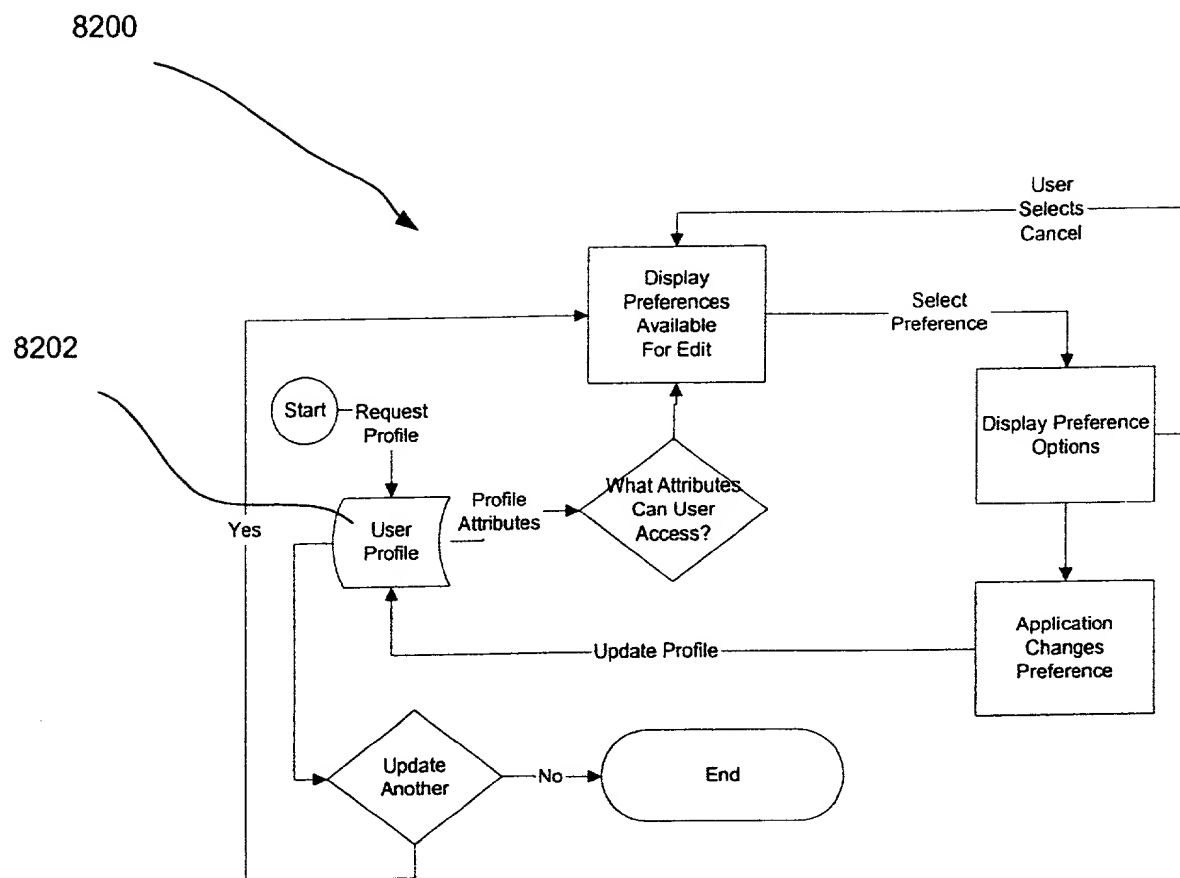 8200
User
Selects
Cancel
Display
Preferences
Available
For Edit
Select
Preference
8202
Start
Request
Profile
Display Preference
Options
What Attributes
Can User
Access?
Profile
Attributes
User
Profile
Yes
Application
Changes
Preference
Update Profile
Update
Another
No
End